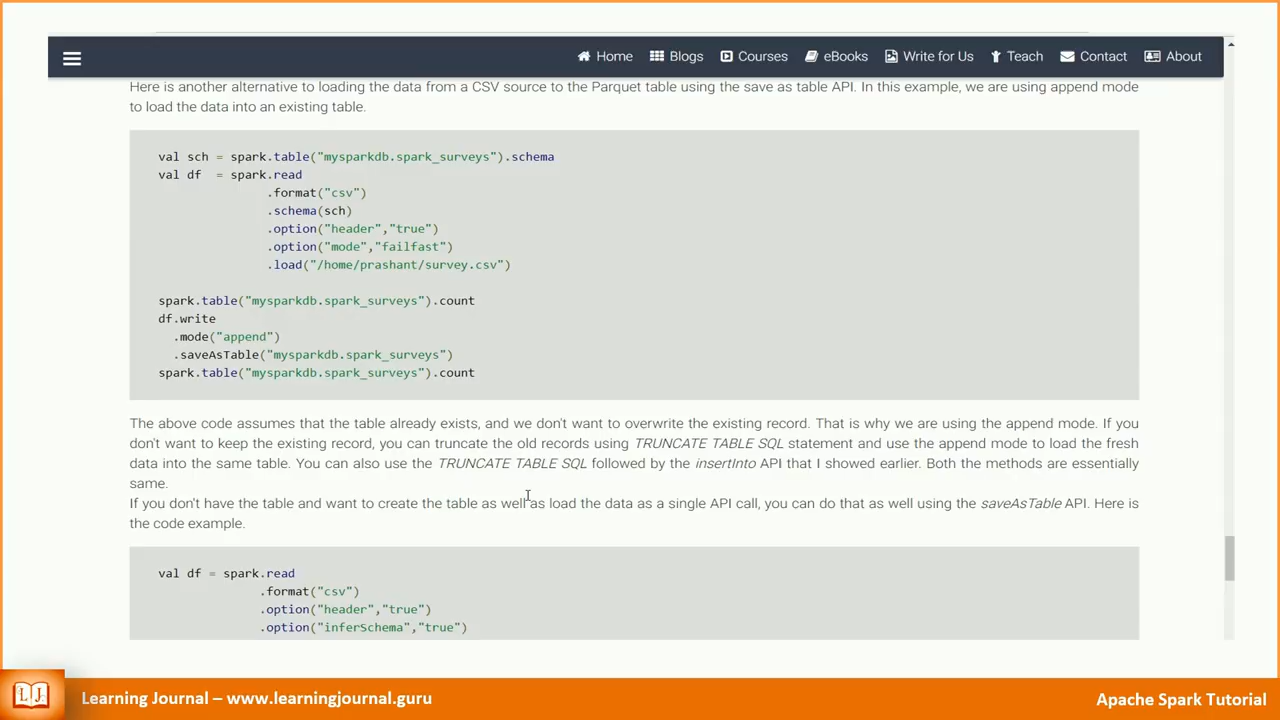 Home Blogs Courses eBooks Write for Us Teach Contact About
Here is another alternative to loading the data from a CSV source to the Parquet table using the save as table API. In this example, we are using append mode
to load the data into an existing table.
val sch = spark.table("mysparkdb.spark_surveys").schema
val df  = spark.read
.format("csv")
.schema(sch)
.option("header","true")
.option("mode","failfast")
.load("/home/prashant/survey.csv")
spark.table("mysparkdb.spark_surveys").count
df.write
.mode("append")
.saveAsTable("mysparkdb.spark_surveys")
spark.table("mysparkdb.spark_surveys").count
The above code assumes that the table already exists, and we don't want to overwrite the existing record. That is why we are using the append mode. If you
don't want to keep the existing record, you can truncate the old records using TRUNCATE TABLE SQL statement and use the append mode to load the fresh
data into the same table. You can also use the TRUNCATE TABLE SQL followed by the insertInto API that I showed earlier. Both the methods are essentially
same.
If you don't have the table and want to create the table as well as load the data as a single API call, you can do that as well using the saveAsTable API. Here is
the code example.
val df = spark.read
.format("csv")
.option("header","true")
.option("inferSchema","true")
LJ
Learning Journal – www.learningjournal.guru
Apache Spark Tutorial